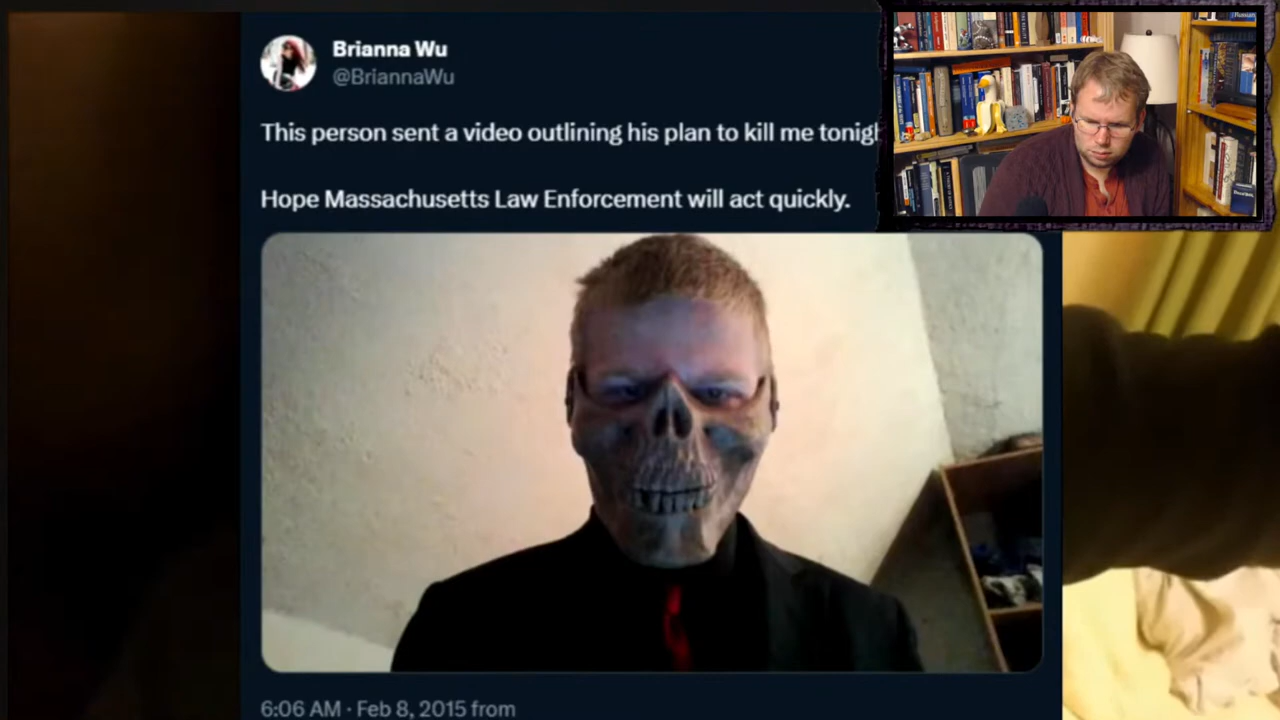 Brianna Wu
@BriannaWu
This person sent a video outlining his plan to kill me tonigh
Hope Massachusetts Law Enforcement will act quickly.
6:06 AM · Feb 8, 2015 from